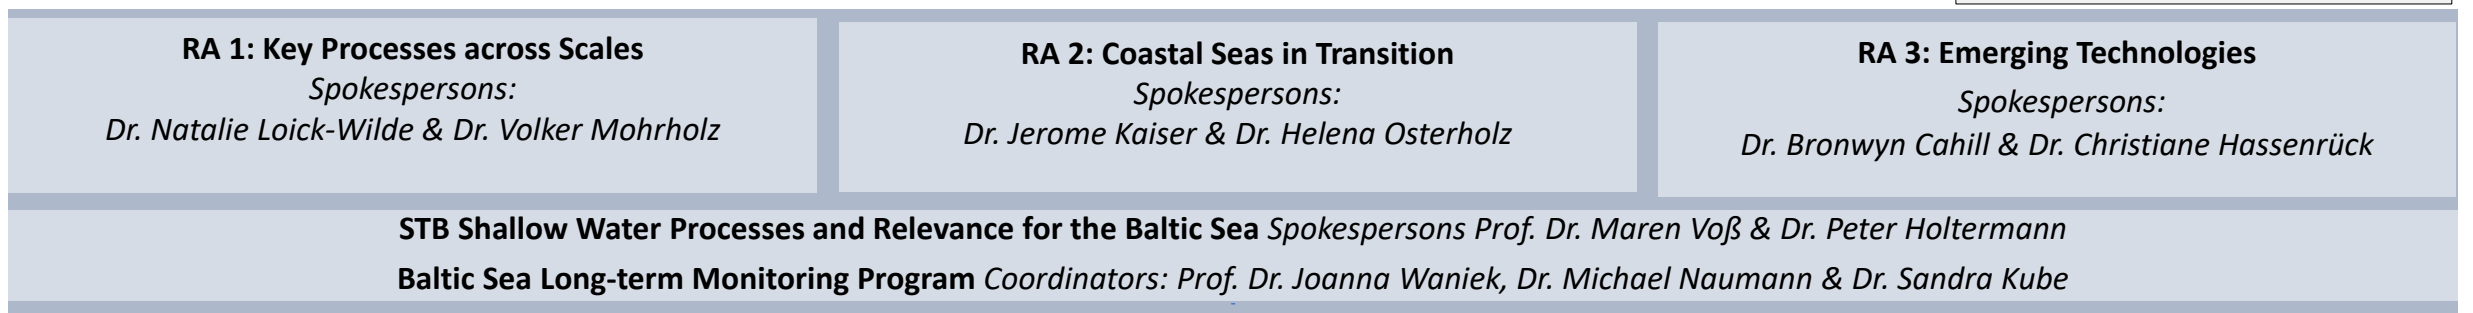 RA 1: Key Processes across Scales
Spokespersons:
Dr. Natalie Loick-Wilde & Dr. Volker Mohrholz
RA 2: Coastal Seas in Transition
Spokespersons:
Dr. Jerome Kaiser & Dr. Helena Osterholz
RA 3: Emerging Technologies
Spokespersons:
Dr. Bronwyn Cahill & Dr. Christiane Hassenrück
STB Shallow Water Processes and Relevance for the Baltic Sea Spokespersons Prof. Dr. Maren Voß & Dr. Peter Holtermann
Baltic Sea Long-term Monitoring Program Coordinators: Prof. Dr. Joanna Waniek, Dr. Michael Naumann & Dr. Sandra Kube